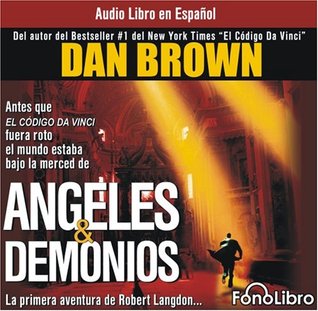 Audio Libro en Español
Del autor del Bestseller #1 del New York Times "El Código Da Vinci"
DAN BROWN
Antes que
EL CÓDIGO DA VINCI
fuera roto
el mundo estaba
bajo la merced de
ANGELES
& DEMONIOS
La primera aventura de Robert Langdon...
FonoLibro